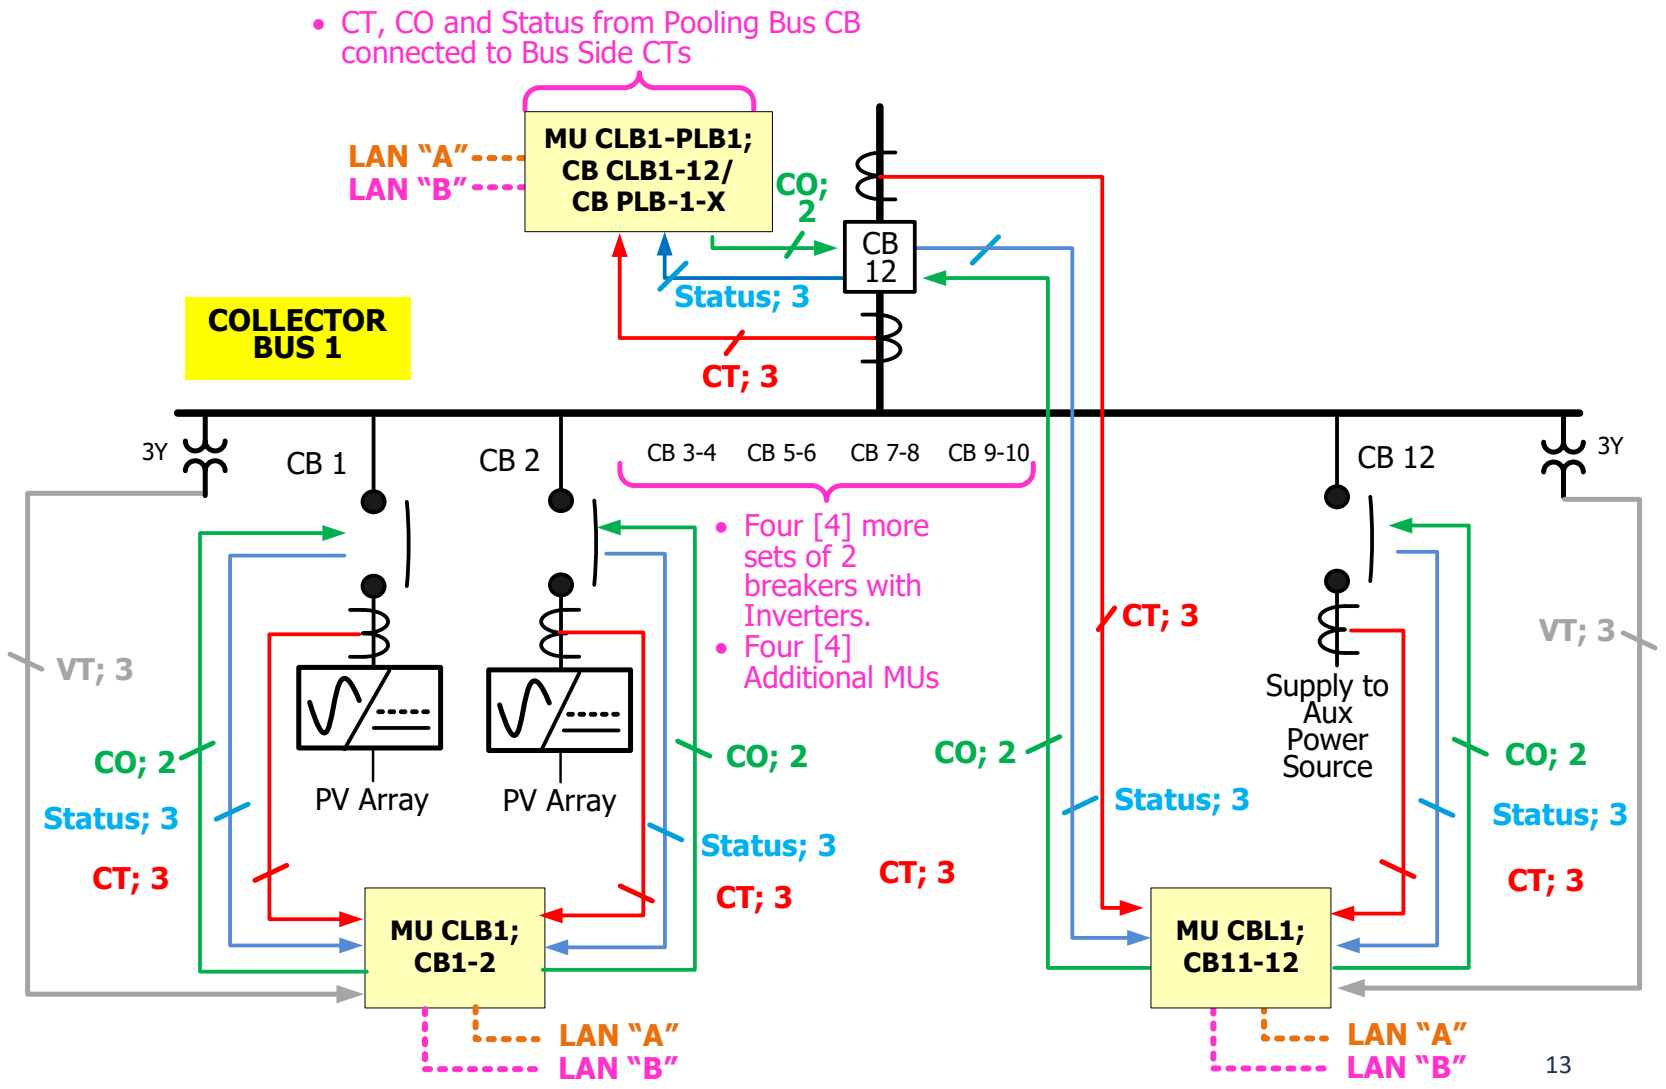 • CT, CO and Status from Pooling Bus CB
connected to Bus Side CTs
MU CLB1-PLB1;
CB CLB1-12/
CB PLB-1-X
LAN “A”
LAN “B”
CO;
2
CB
12
Status; 3
CT; 3
COLLECTOR
BUS 1
3Y
CB 1
CB 2
CB 3-4
CB 5-6
CB 7-8
CB 9-10
CB 12
3Y
• Four [4] more
sets of 2
breakers with
Inverters.
• Four [4]
Additional MUs
VT; 3
CT; 3
VT; 3
Supply to
Aux
Power
Source
CO; 2
PV Array
PV Array
CO; 2
CO; 2
CO; 2
Status; 3
Status; 3
Status; 3
Status; 3
CT; 3
CT; 3
CT; 3
CT; 3
MU CLB1;
CB1-2
MU CBL1;
CB11-12
LAN “A”
LAN “B”
LAN “A”
LAN “B”
13